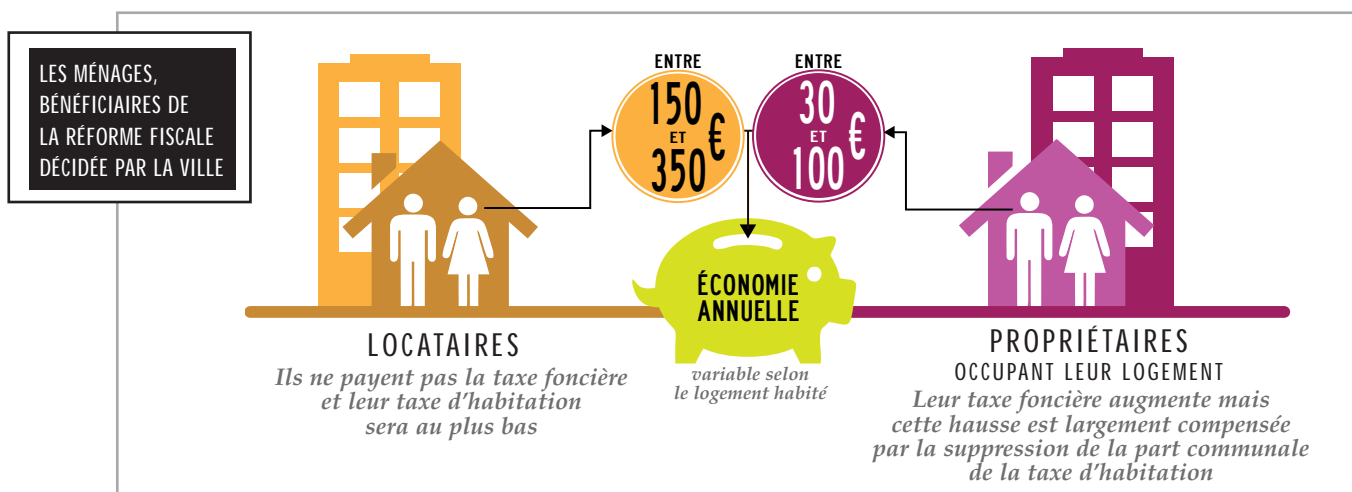 LES MÉNAGES,
BÉNÉFICIAIRES DE
LA RÉFORME FISCALE
DÉCIDÉE PAR LA VILLE
ENTRE
150
ET
350
€
ENTRE
30
ET
100
€
ÉCONOMIE
ANNUELLE
variable selon
le logement habité
LOCATAIRES
Ils ne payent pas la taxe foncière
et leur taxe d'habitation
sera au plus bas
PROPRIÉTAIRES
OCCUPANT LEUR LOGEMENT
Leur taxe foncière augmente mais
cette hausse est largement compensée
par la suppression de la part communale
de la taxe d'habitation